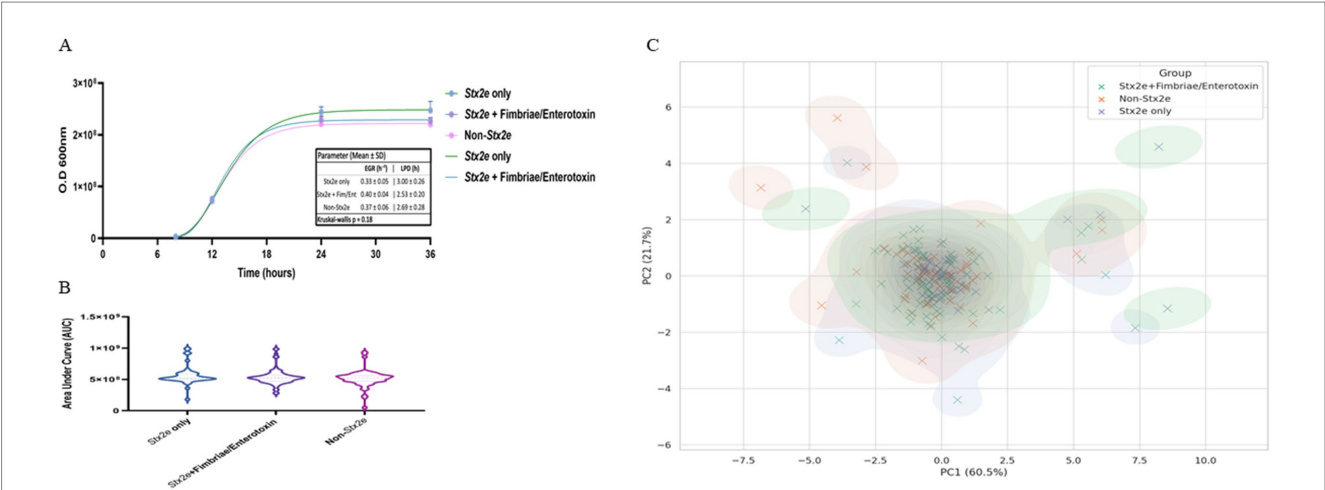 A
3×10⁸
2×10⁸
1×10⁸
0
O.D 600nm
0 6 12 18 24 30 36
Time (hours)
Stx2e only
Stx2e + Fimbriae/Enterotoxin
Non-Stx2e
Stx2e only
Stx2e + Fimbriae/Enterotoxin
Parameter (Mean ± SD)
EGR (h⁻¹) | LPD (h)
Stx2e only 0.33 ± 0.05 | 3.00 ± 0.26
Stx2e + Fim/Ent 0.40 ± 0.04 | 2.53 ± 0.20
Non-Stx2e 0.37 ± 0.06 | 2.69 ± 0.28
Kruskal-wallis p = 0.18
B
1.5×10⁹
1×10⁹
5×10⁸
0
Area Under Curve (AUC)
Stx2e only
Stx2e+Fimbriae/Enterotoxin
Non-Stx2e
C
Group
Stx2e+Fimbriae/Enterotoxin
Non-Stx2e
Stx2e only
6
4
2
0
−2
−4
−6
PC2 (21.7%)
−7.5 −5.0 −2.5 0.0 2.5 5.0 7.5 10.0
PC1 (60.5%)